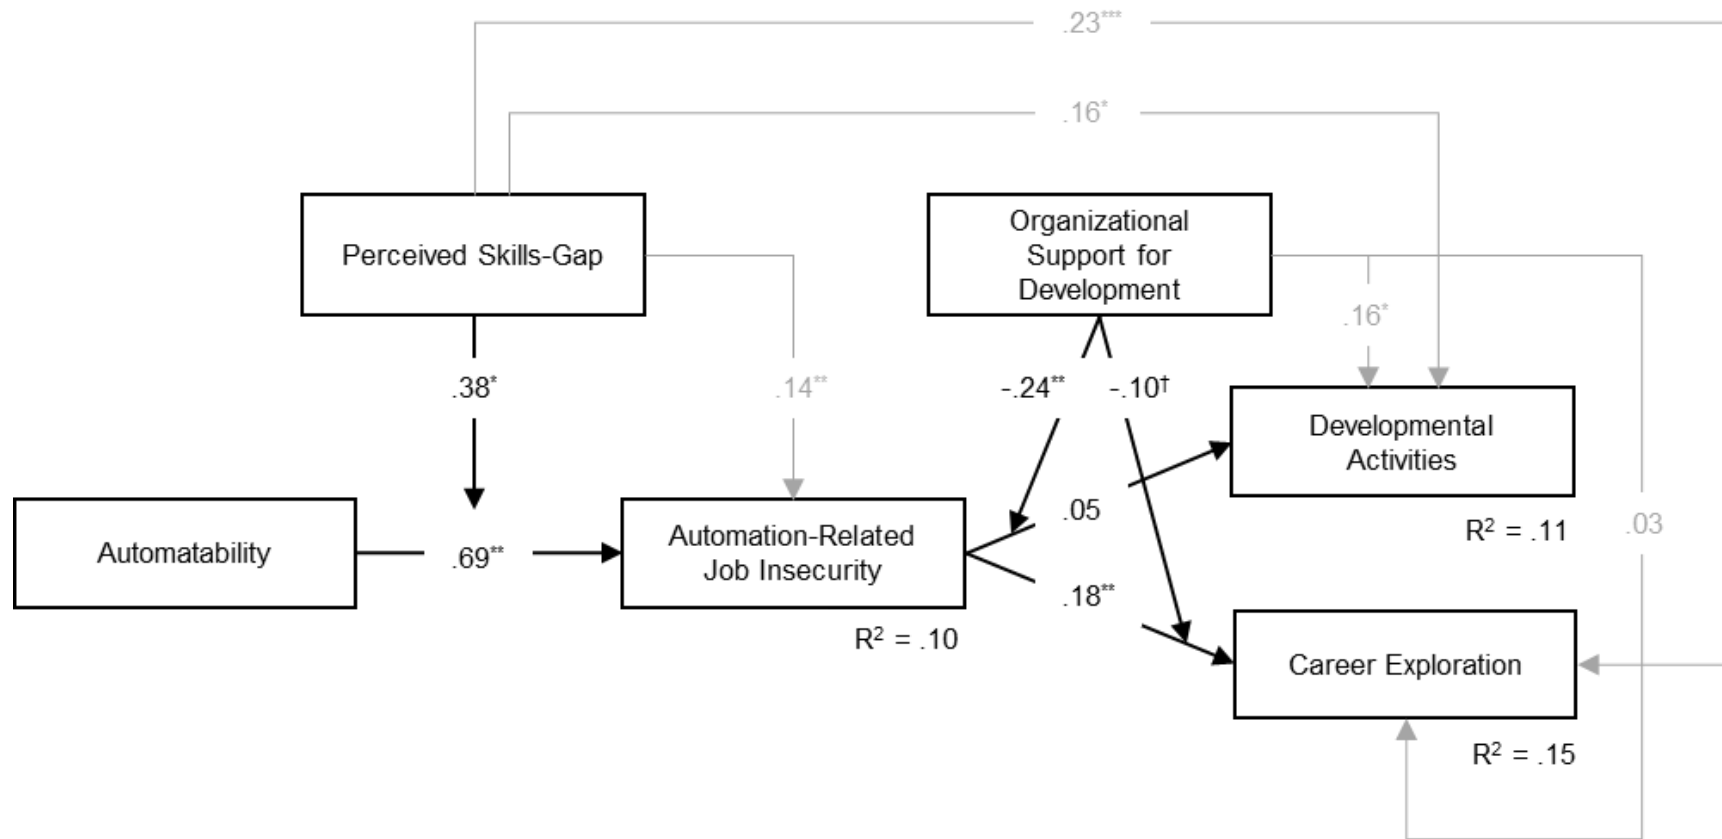 .23***
.16*
Perceived Skills-Gap
Organizational
Support for
Development
.16*
.38*
.14**
-.24**
-.10†
Developmental
Activities
.05
R² = .11
.03
Automatability
.69**
Automation-Related
Job Insecurity
.18**
R² = .10
Career Exploration
R² = .15